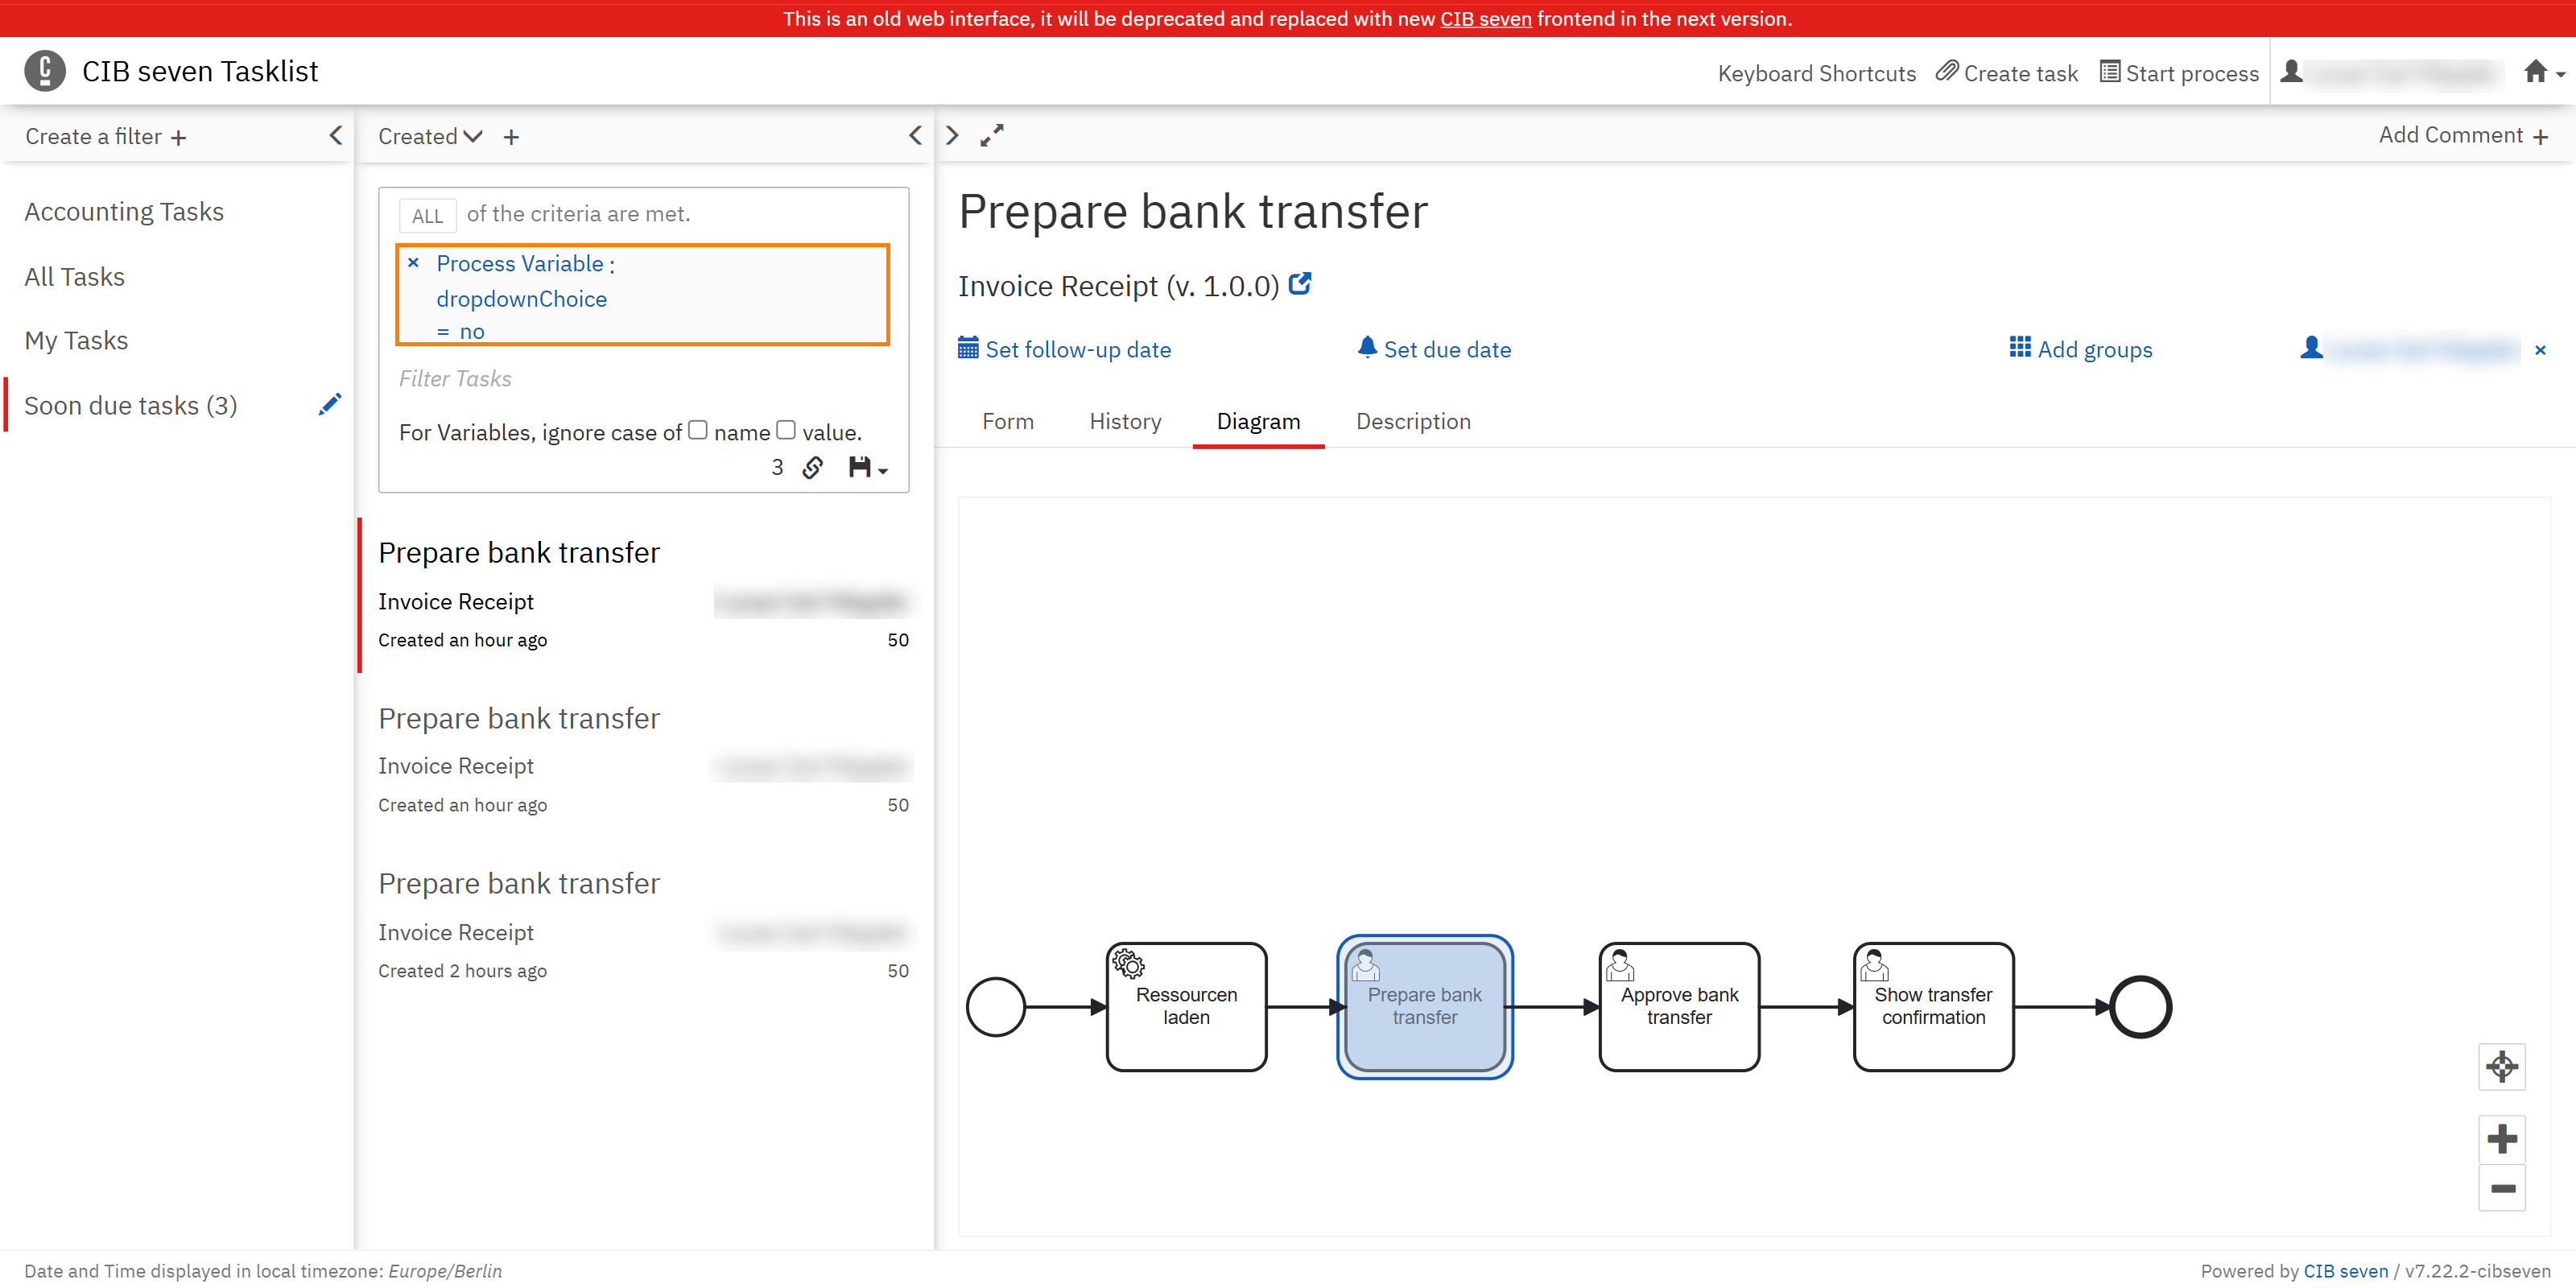 This is an old web interface, it will be deprecated and replaced with new CIB seven frontend in the next version.
CIB seven Tasklist
Keyboard Shortcuts
Create task
Start process
Create a filter +
Created
+
Add Comment +
Accounting Tasks
All Tasks
My Tasks
Soon due tasks (3)
ALL of the criteria are met.
× Process Variable :
dropdownChoice
= no
Filter Tasks
For Variables, ignore case of name value.
3
Prepare bank transfer
Invoice Receipt
Created an hour ago 50
Prepare bank transfer
Invoice Receipt
Created an hour ago 50
Prepare bank transfer
Invoice Receipt
Created 2 hours ago 50
Prepare bank transfer
Invoice Receipt (v. 1.0.0)
Set follow-up date
Set due date
Add groups
×
Form
History
Diagram
Description
Ressourcen
laden
Prepare bank
transfer
Approve bank
transfer
Show transfer
confirmation
Date and Time displayed in local timezone: Europe/Berlin
Powered by CIB seven / v7.22.2-cibseven